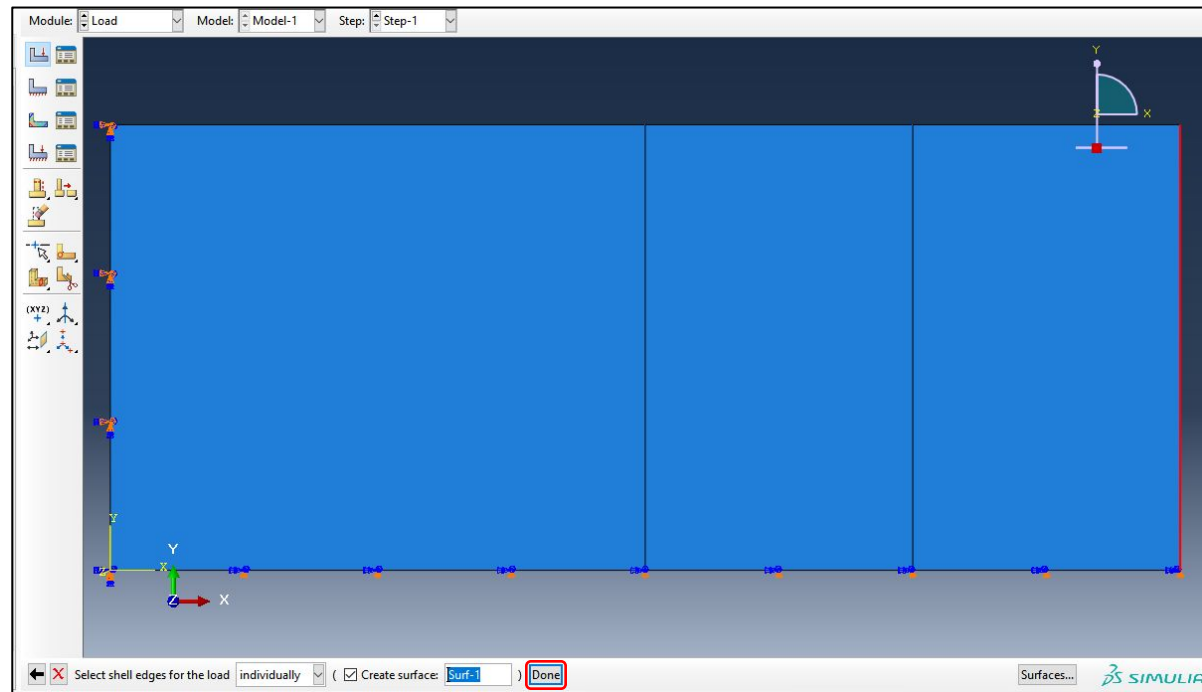 Module: Load Model: Model-1 Step: Step-1
Y
Z X
(XYZ)
Y
Z X
Y
Z X
Select shell edges for the load individually ( Create surface: Surf-1 ) Done Surfaces... SIMULIA